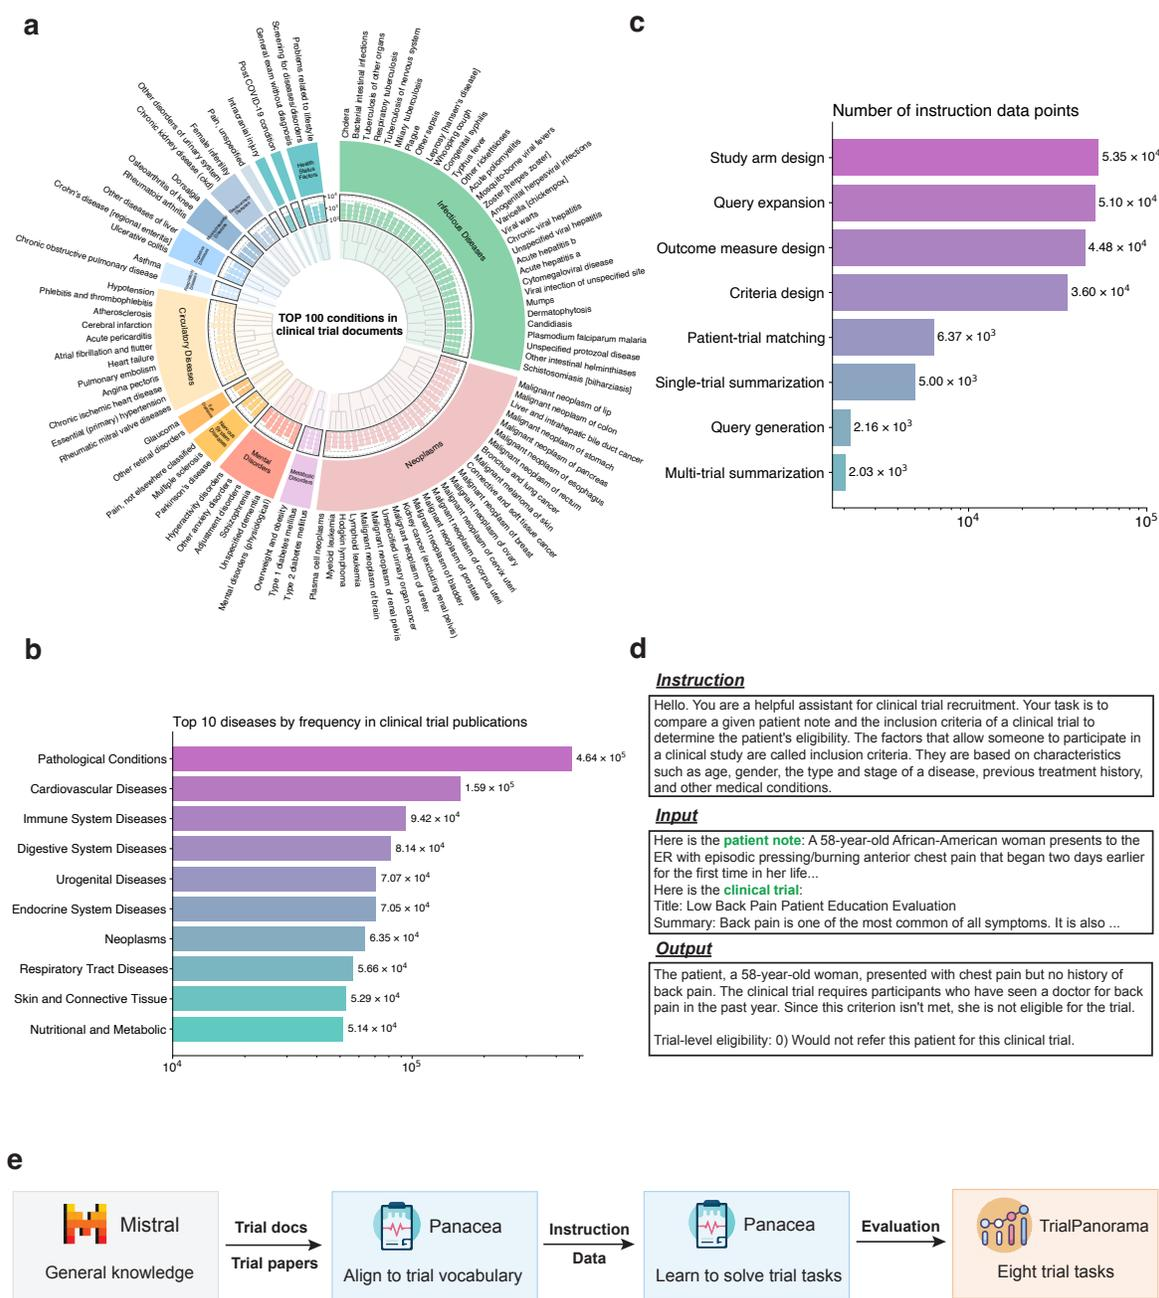 a
Cholera
Bacterial intestinal infections
Tuberculosis of other organs
Respiratory tuberculosis
Tuberculosis of nervous system
Miliary tuberculosis
Plague
Other sepsis
Leprosy [hansen's disease]
Whooping cough
Congenital syphilis
Typhus fever
Other rickettsioses
Acute poliomyelitis
Mosquito-borne viral fevers
Zoster [herpes zoster]
Anogenital herpesviral infections
Varicella [chickenpox]
Viral warts
Chronic viral hepatitis
Unspecified viral hepatitis
Acute hepatitis b
Acute hepatitis a
Cytomegaloviral disease
Viral infection of unspecified site
Mumps
Dermatophytosis
Candidiasis
Plasmodium falciparum malaria
Unspecified protozoal disease
Other intestinal helminthiases
Schistosomiasis [bilharziasis]
Malignant neoplasm of lip
Malignant neoplasm of colon
Liver and intrahepatic bile duct cancer
Malignant neoplasm of stomach
Malignant neoplasm of pancreas
Malignant neoplasm of esophagus
Malignant neoplasm of rectum
Bronchus and lung cancer
Malignant melanoma of skin
Connective and soft tissue cancer
Malignant neoplasm of breast
Malignant neoplasm of ovary
Malignant neoplasm of cervix uteri
Malignant neoplasm of corpus uteri
Malignant neoplasm of prostate
Malignant neoplasm of bladder
Kidney cancer (excluding renal pelvis)
Malignant neoplasm of ureter
Malignant neoplasm of renal pelvis
Unspecified urinary organ cancer
Malignant neoplasm of brain
Lymphoid leukemia
Hodgkin lymphoma
Myeloid leukemia
Plasma cell neoplasms
Type 2 diabetes mellitus
Type 1 diabetes mellitus
Overweight and obesity
Mental disorders (physiological)
Unspecified dementia
Schizophrenia
Adjustment disorders
Other anxiety disorders
Hyperactivity disorders
Parkinson's disease
Multiple sclerosis
Pain, not elsewhere classified
Other retinal disorders
Glaucoma
Rheumatic mitral valve diseases
Essential (primary) hypertension
Chronic ischemic heart disease
Angina pectoris
Pulmonary embolism
Heart failure
Atrial fibrillation and flutter
Acute pericarditis
Cerebral infarction
Atherosclerosis
Phlebitis and thrombophlebitis
Hypotension
Chronic obstructive pulmonary disease
Asthma
Ulcerative colitis
Crohn's disease [regional enteritis]
Other diseases of liver
Rheumatoid arthritis
Osteoarthritis of knee
Dorsalgia
Chronic kidney disease (ckd)
Other disorders of urinary system
Female infertility
Pain, unspecified
Intracranial injury
Post COVID-19 condition
General exam without diagnosis
Screening for diseases/disorders
Problems related to lifestyle
Infectious Diseases
Neoplasms
Metabolic
Disorders
Mental
Disorders
Circulatory Diseases
Health
Status
Factors
TOP 100 conditions in
clinical trial documents
b
Top 10 diseases by frequency in clinical trial publications
Pathological Conditions 4.64 × 10⁵
Cardiovascular Diseases 1.59 × 10⁵
Immune System Diseases 9.42 × 10⁴
Digestive System Diseases 8.14 × 10⁴
Urogenital Diseases 7.07 × 10⁴
Endocrine System Diseases 7.05 × 10⁴
Neoplasms 6.35 × 10⁴
Respiratory Tract Diseases 5.66 × 10⁴
Skin and Connective Tissue 5.29 × 10⁴
Nutritional and Metabolic 5.14 × 10⁴
10⁴ 10⁵
c
Number of instruction data points
Study arm design 5.35 × 10⁴
Query expansion 5.10 × 10⁴
Outcome measure design 4.48 × 10⁴
Criteria design 3.60 × 10⁴
Patient-trial matching 6.37 × 10³
Single-trial summarization 5.00 × 10³
Query generation 2.16 × 10³
Multi-trial summarization 2.03 × 10³
10⁴ 10⁵
d
Instruction
Hello. You are a helpful assistant for clinical trial recruitment. Your task is to
compare a given patient note and the inclusion criteria of a clinical trial to
determine the patient's eligibility. The factors that allow someone to participate in
a clinical study are called inclusion criteria. They are based on characteristics
such as age, gender, the type and stage of a disease, previous treatment history,
and other medical conditions.
Input
Here is the patient note: A 58-year-old African-American woman presents to the
ER with episodic pressing/burning anterior chest pain that began two days earlier
for the first time in her life...
Here is the clinical trial:
Title: Low Back Pain Patient Education Evaluation
Summary: Back pain is one of the most common of all symptoms. It is also ...
Output
The patient, a 58-year-old woman, presented with chest pain but no history of
back pain. The clinical trial requires participants who have seen a doctor for back
pain in the past year. Since this criterion isn't met, she is not eligible for the trial.
Trial-level eligibility: 0) Would not refer this patient for this clinical trial.
e
Mistral
General knowledge
Trial docs
Trial papers
Panacea
Align to trial vocabulary
Instruction
Data
Panacea
Learn to solve trial tasks
Evaluation
TrialPanorama
Eight trial tasks